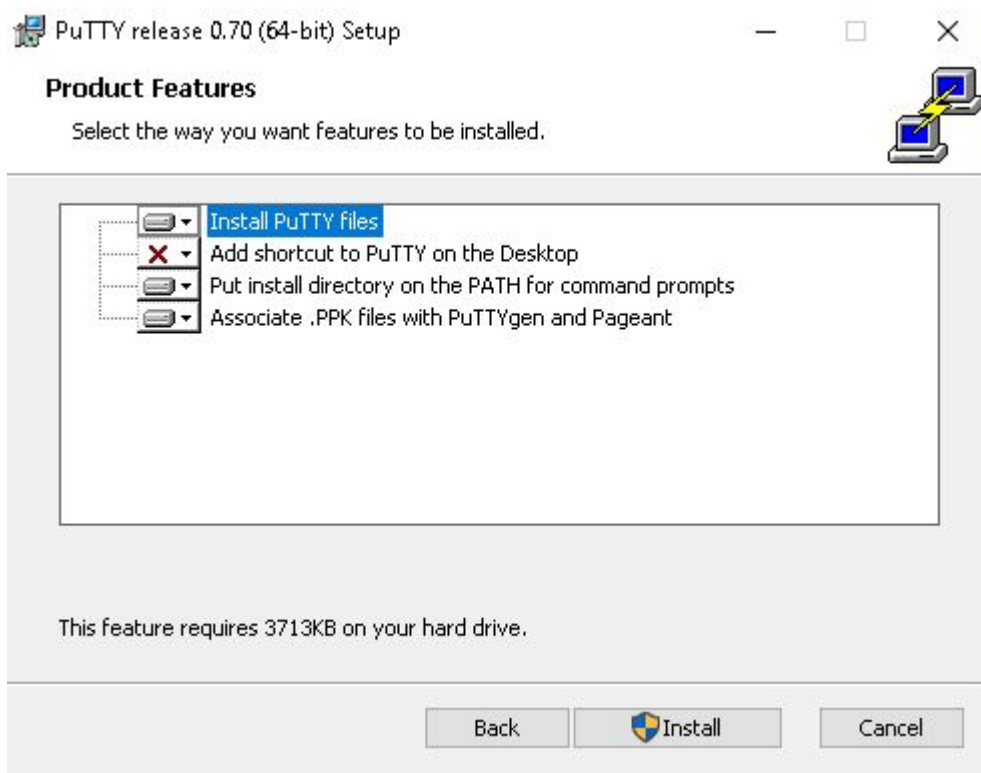 PuTTY release 0.70 (64-bit) Setup
Product Features
Select the way you want features to be installed.
Install PuTTY files
Add shortcut to PuTTY on the Desktop
Put install directory on the PATH for command prompts
Associate .PPK files with PuTTYgen and Pageant
This feature requires 3713KB on your hard drive.
Back Install Cancel